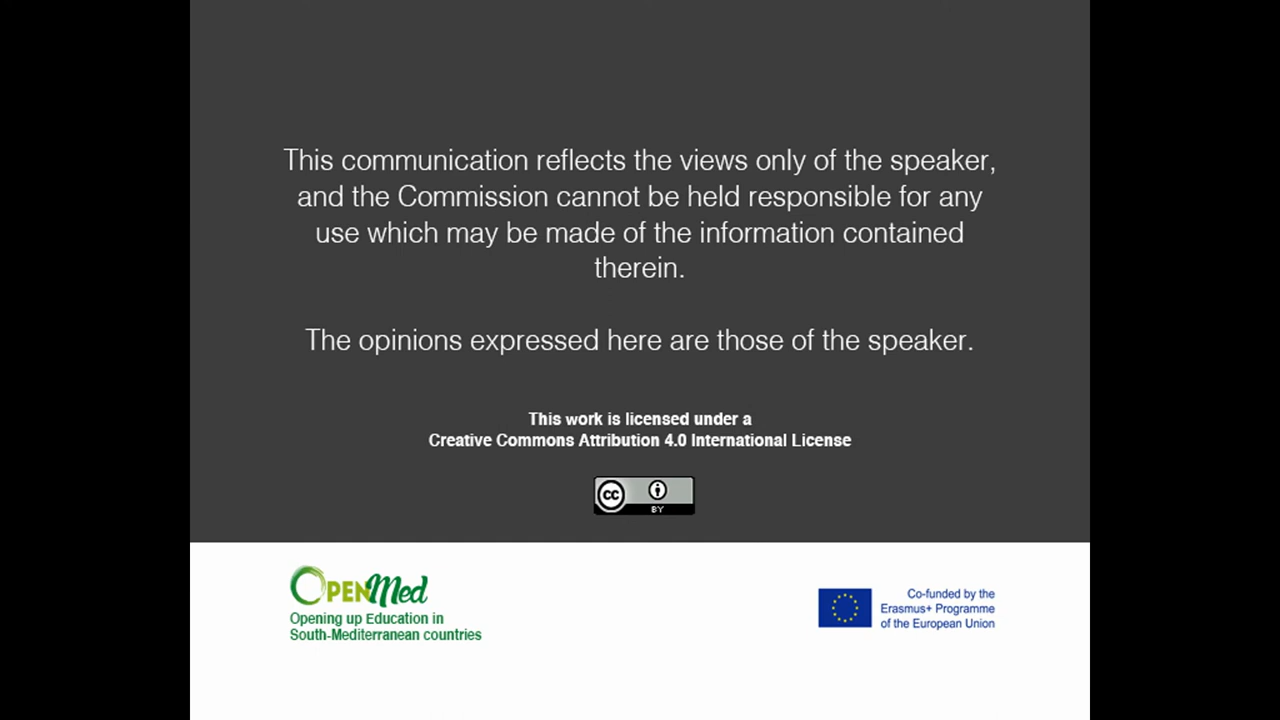 This communication reflects the views only of the speaker,
and the Commission cannot be held responsible for any
use which may be made of the information contained
therein.
The opinions expressed here are those of the speaker.
This work is licensed under a
Creative Commons Attribution 4.0 International License
cc
BY
OPENMed
Opening up Education in
South-Mediterranean countries
Co-funded by the
Erasmus+ Programme
of the European Union